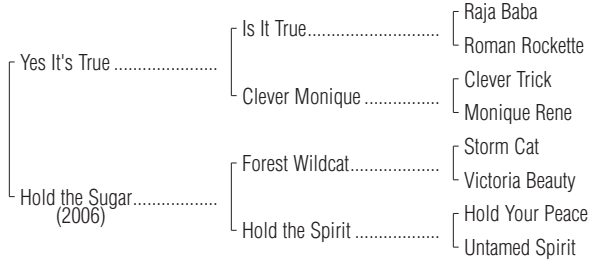 Raja Baba
Is It True...........................
Roman Rockette
Yes It's True .....................
Clever Trick
Clever Monique ...............
Monique Rene
Storm Cat
Forest Wildcat..................
Victoria Beauty
Hold the Sugar.................
(2006)
Hold Your Peace
Hold the Spirit .................
Untamed Spirit